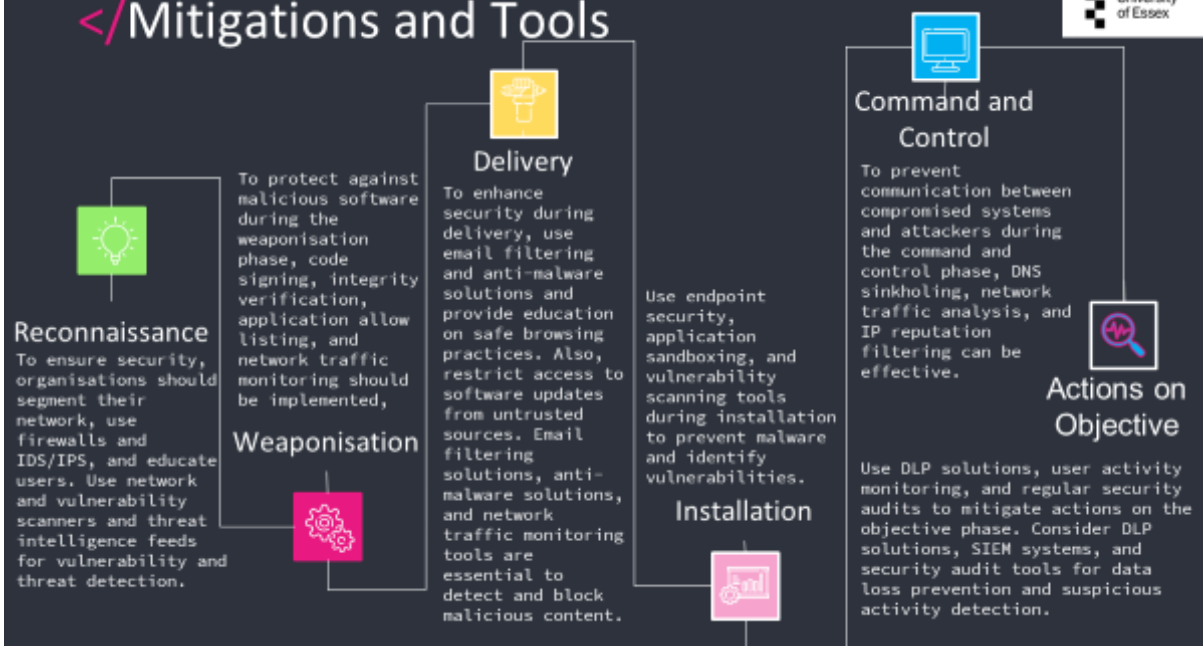 </Mitigations and Tools
University
of Essex
Reconnaissance
To ensure security,
organisations should
segment their
network, use
firewalls and
IDS/IPS, and educate
users. Use network
and vulnerability
scanners and threat
intelligence feeds
for vulnerability and
threat detection.
To protect against
malicious software
during the
weaponisation
phase, code
signing, integrity
verification,
application allow
listing, and
network traffic
monitoring should
be implemented,
Weaponisation
Delivery
To enhance
security during
delivery, use
email filtering
and anti-malware
solutions and
provide education
on safe browsing
practices. Also,
restrict access to
software updates
from untrusted
sources. Email
filtering
solutions, anti-
malware solutions,
and network
traffic monitoring
tools are
essential to
detect and block
malicious content.
Use endpoint
security,
application
sandboxing, and
vulnerability
scanning tools
during installation
to prevent malware
and identify
vulnerabilities.
Installation
Command and
Control
To prevent
communication between
compromised systems
and attackers during
the command and
control phase, DNS
sinkholing, network
traffic analysis, and
IP reputation
filtering can be
effective.
Actions on
Objective
Use DLP solutions, user activity
monitoring, and regular security
audits to mitigate actions on the
objective phase. Consider DLP
solutions, SIEM systems, and
security audit tools for data
loss prevention and suspicious
activity detection.